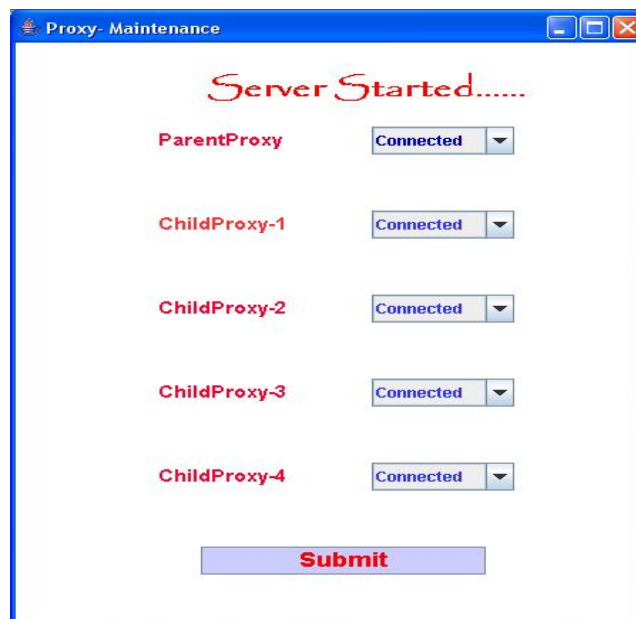 Proxy- Maintenance
Server Started......
ParentProxy Connected
ChildProxy-1 Connected
ChildProxy-2 Connected
ChildProxy-3 Connected
ChildProxy-4 Connected
Submit